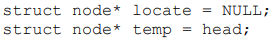 struct node* locate = NULL;
struct node* temp = head;